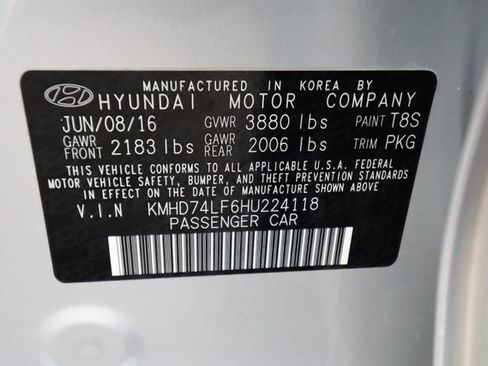 MANUFACTURED IN KOREA BY
HYUNDAI MOTOR COMPANY
JUN/08/16 GVWR 3880 lbs PAINT T8S
GAWR FRONT 2183 lbs GAWR REAR 2006 lbs TRIM PKG
THIS VEHICLE CONFORMS TO ALL APPLICABLE U.S.A. FEDERAL
MOTOR VEHICLE SAFETY, BUMPER, AND THEFT PREVENTION STANDARDS
IN EFFECT ON THE DATE OF MANUFACTURE SHOWN ABOVE.
V.I.N KMHD74LF6HU224118
PASSENGER CAR